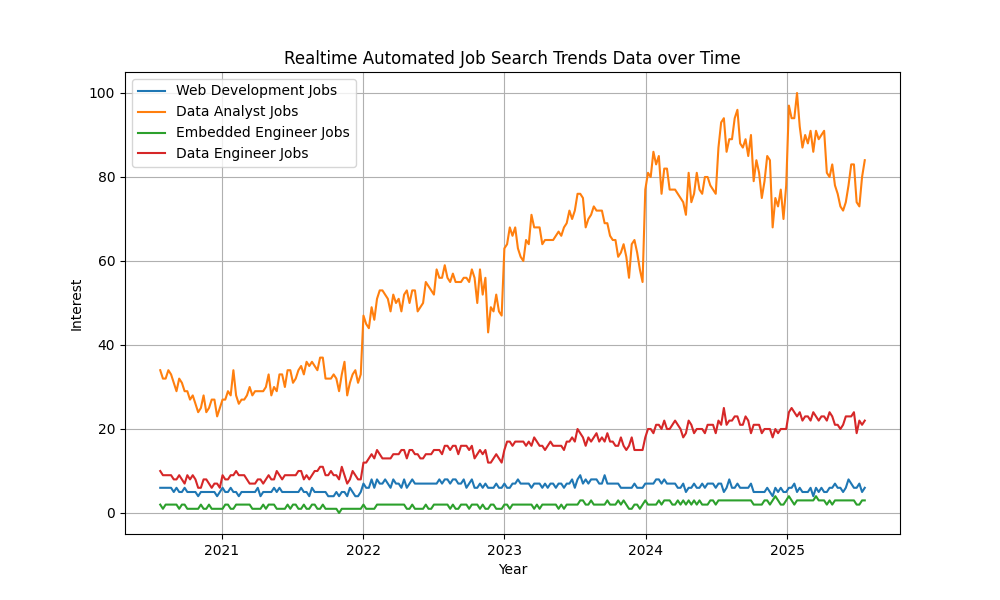 Realtime Automated Job Search Trends Data over Time
Web Development Jobs
Data Analyst Jobs
Embedded Engineer Jobs
Data Engineer Jobs
100
80
60
40
20
0
Interest
2021 2022 2023 2024 2025
Year